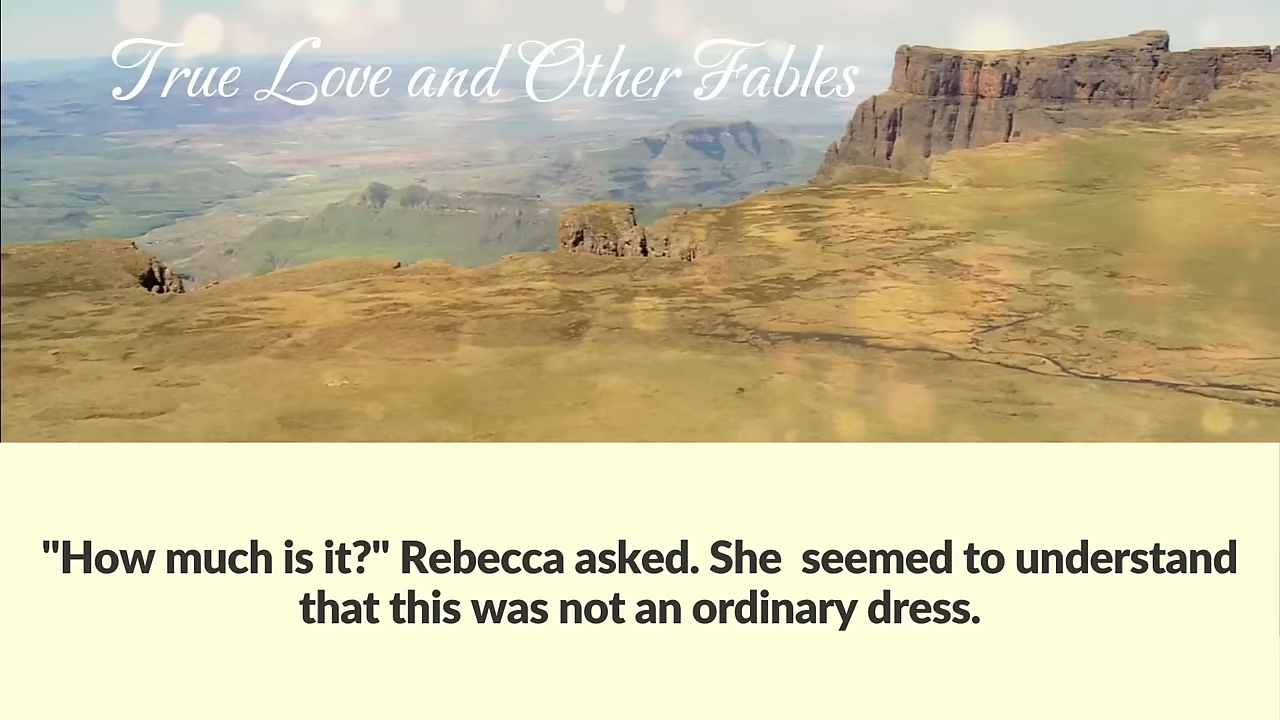 True Love and Other Fables
"How much is it?" Rebecca asked. She  seemed to understand
that this was not an ordinary dress.